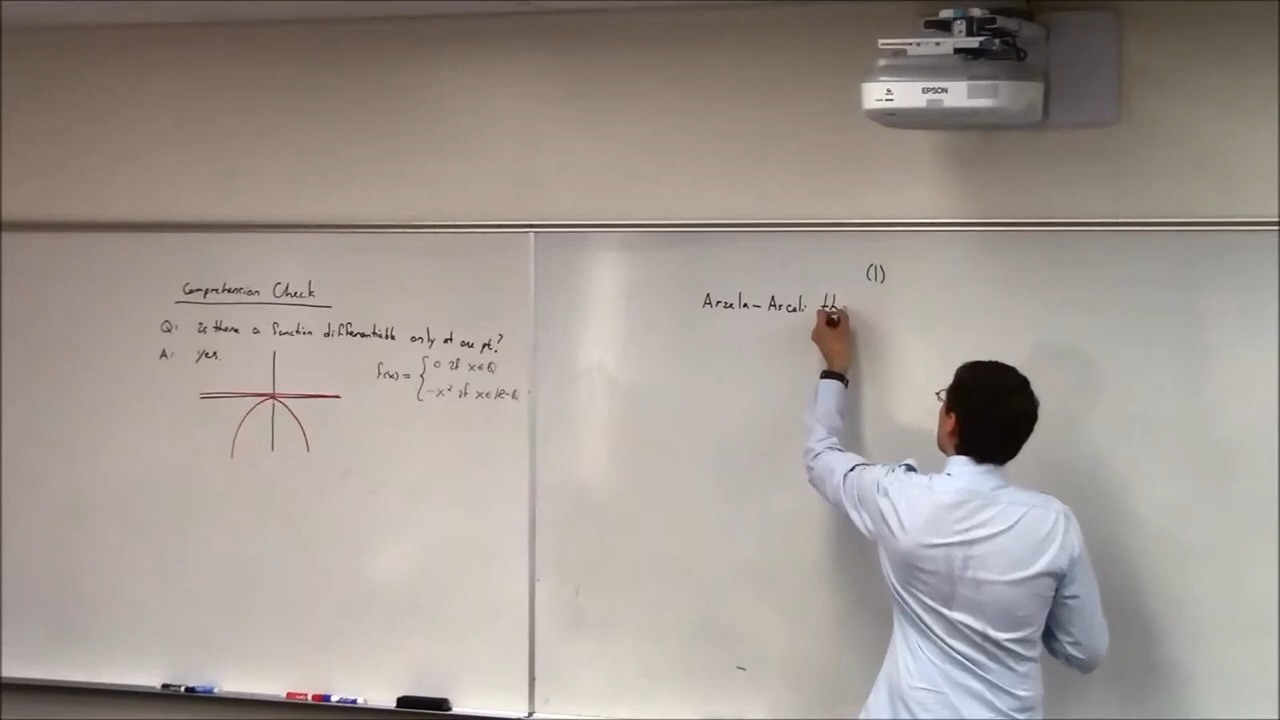 EPSON
Comprehension Check
Q: Is there a function differentiable only at one pt?
A: Yes.
f(x) = { 0 if x∈Q
-x² if x∈R-Q
(1)
Arzela-Ascoli th